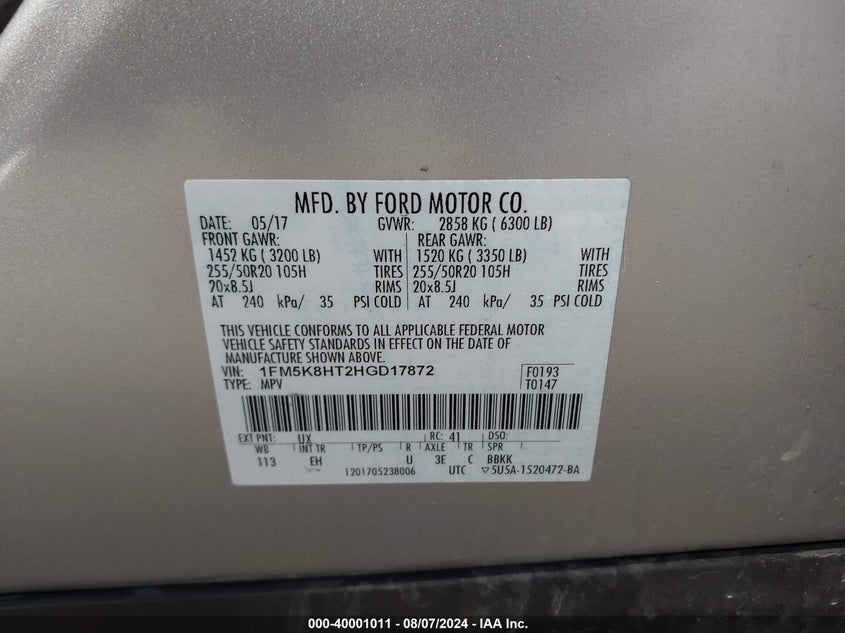 MFD. BY FORD MOTOR CO.
DATE: 05/17 GVWR: 2858 KG ( 6300 LB)
FRONT GAWR: REAR GAWR:
1452 KG ( 3200 LB) WITH 1520 KG ( 3350 LB) WITH
255/50R20 105H TIRES 255/50R20 105H TIRES
20x8.5J RIMS 20x8.5J RIMS
AT 240 kPa/ 35 PSI COLD AT 240 kPa/ 35 PSI COLD
THIS VEHICLE CONFORMS TO ALL APPLICABLE FEDERAL MOTOR
VEHICLE SAFETY STANDARDS IN EFFECT ON THE DATE OF
MANUFACTURE SHOWN ABOVE.
VIN: 1FM5K8HT2HGD17872 F0193
TYPE: MPV T0147
EXT PNT: UX RC: 41 DSO:
WB INT TR TP/PS R AXLE TR SPR
113 EH U 3E C BBKK
1201705238006 UTC ▽5U5A-1520472-BA
000-40001011 - 08/07/2024 - IAA Inc.